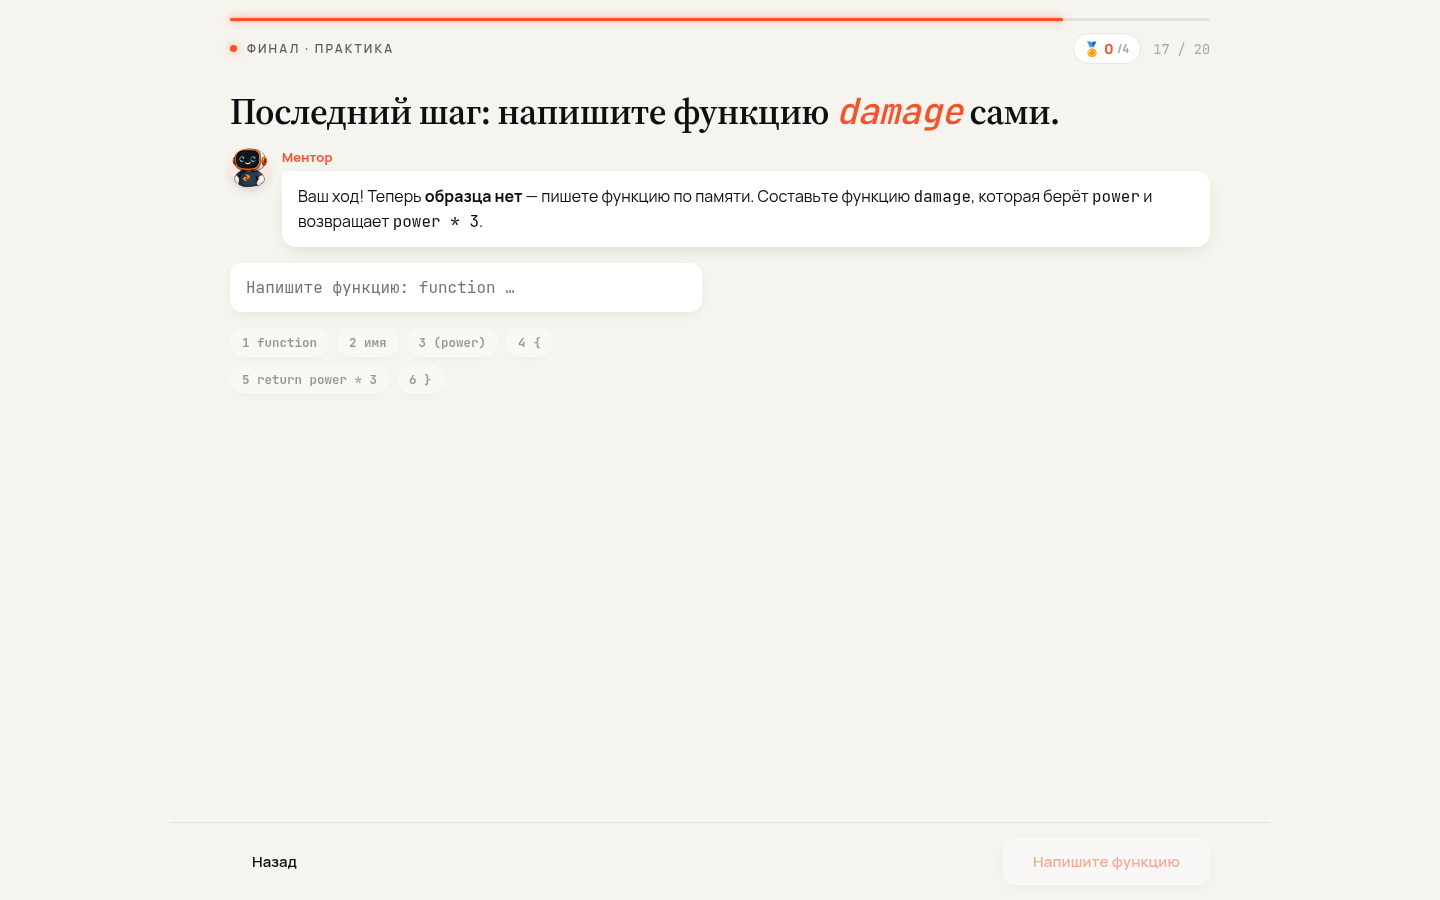 ФИНАЛ · ПРАКТИКА
0 /4
17 / 20
Последний шаг: напишите функцию damage сами.
Ментор
Ваш ход! Теперь образца нет — пишете функцию по памяти. Составьте функцию damage, которая берёт power и
возвращает power * 3.
Напишите функцию: function …
1 function
2 имя
3 (power)
4 {
5 return power * 3
6 }
Назад
Напишите функцию